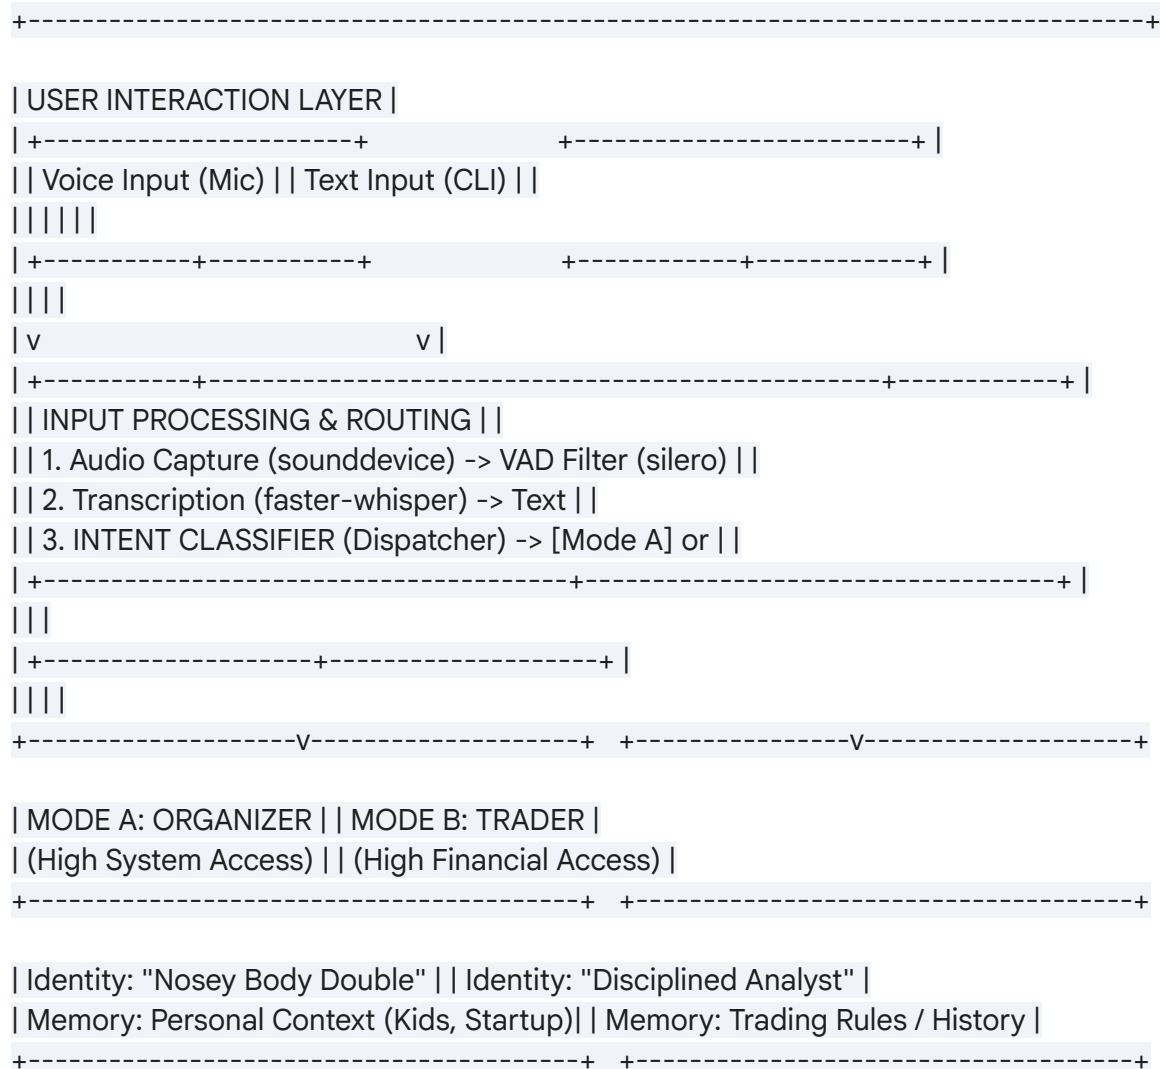 +-----------------------------------------------------------------------------------+
| USER INTERACTION LAYER |
| +-----------------------+ +-------------------------+ |
| | Voice Input (Mic) | | Text Input (CLI) | |
| | | | | |
| +-----------+-----------+ +------------+------------+ |
| | | |
| v v |
| +-----------+--------------------------------------------------+------------+ |
| | INPUT PROCESSING & ROUTING | |
| | 1. Audio Capture (sounddevice) -> VAD Filter (silero) | |
| | 2. Transcription (faster-whisper) -> Text | |
| | 3. INTENT CLASSIFIER (Dispatcher) -> [Mode A] or | |
| +---------------------------------------+-----------------------------------+ |
| | |
| +--------------------+--------------------+ |
| | | |
+--------------------v--------------------+ +----------------v--------------------+
| MODE A: ORGANIZER | | MODE B: TRADER |
| (High System Access) | | (High Financial Access) |
+-----------------------------------------+ +-------------------------------------+
| Identity: "Nosey Body Double" | | Identity: "Disciplined Analyst" |
| Memory: Personal Context (Kids, Startup)| | Memory: Trading Rules / History |
+-----------------------------------------+ +-------------------------------------+